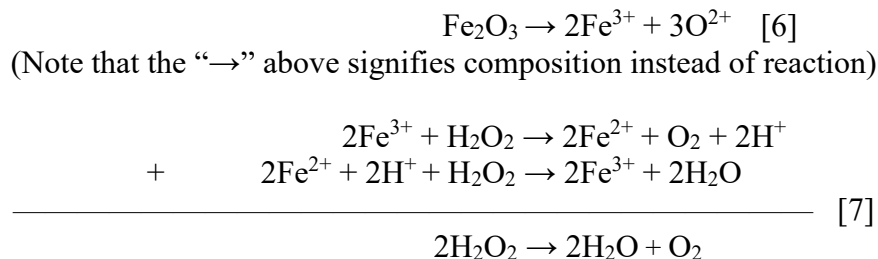 Fe₂O₃ → 2Fe³⁺ + 3O²⁺ [6]
(Note that the “→” above signifies composition instead of reaction)
2Fe³⁺ + H₂O₂ → 2Fe²⁺ + O₂ + 2H⁺
+ 2Fe²⁺ + 2H⁺ + H₂O₂ → 2Fe³⁺ + 2H₂O
[7]
2H₂O₂ → 2H₂O + O₂